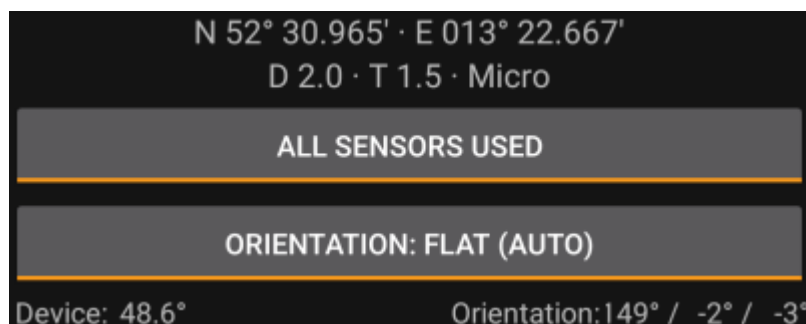 N 52° 30.965' · E 013° 22.667'
D 2.0 · T 1.5 · Micro
ALL SENSORS USED
ORIENTATION: FLAT (AUTO)
Device: 48.6° Orientation:149° / -2° / -3°